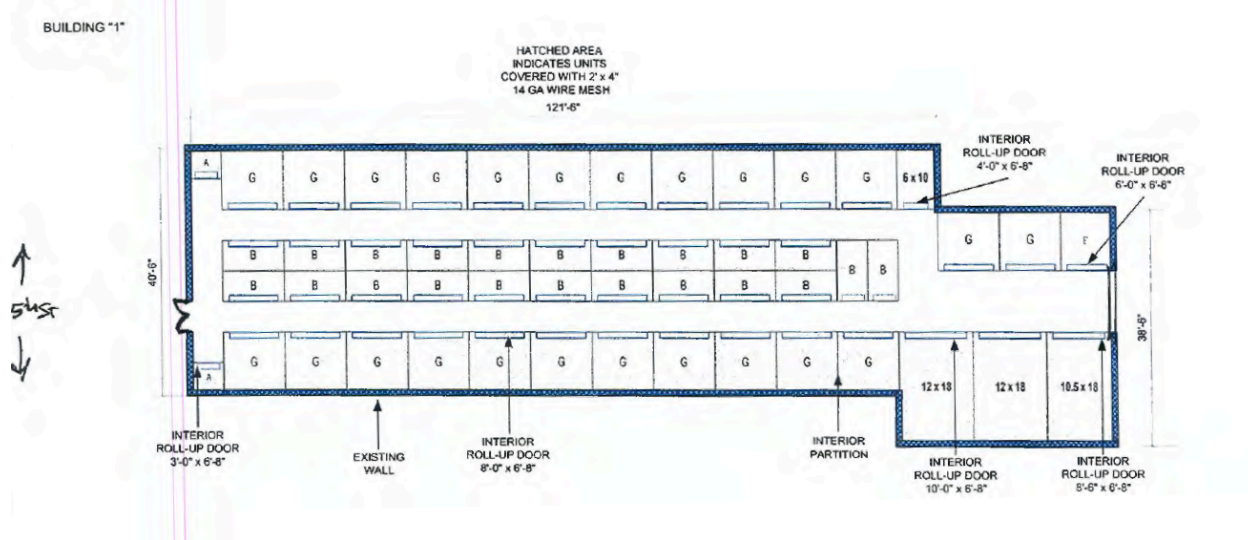 BUILDING "1"
HATCHED AREA
INDICATES UNITS
COVERED WITH 2' x 4"
14 GA WIRE MESH
121'-6"
INTERIOR
ROLL-UP DOOR
4'-0" x 6'-8"
INTERIOR
ROLL-UP DOOR
6'-0" x 6'-8"
A
G G G G G G G G G G G
6 x 10
G G F
B B B B B B B B B B
B B
B B B B B B B B B B
40'-6"
38'-6"
G G G G G G G G G G G
A
12 x 18
12 x 18
10.5 x 18
INTERIOR
ROLL-UP DOOR
3'-0" x 6'-8"
EXISTING
WALL
INTERIOR
ROLL-UP DOOR
8'-0" x 6'-8"
INTERIOR
PARTITION
INTERIOR
ROLL-UP DOOR
10'-0" x 6'-8"
INTERIOR
ROLL-UP DOOR
8'-6" x 6'-8"